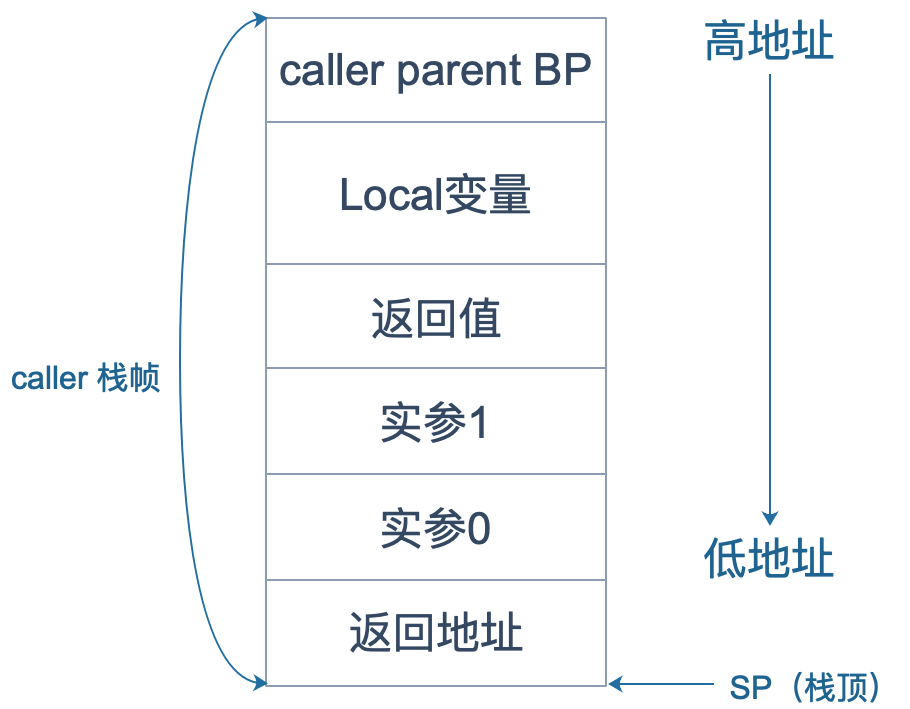 高地址
caller parent BP
Local变量
返回值
caller 栈帧
实参1
实参0
低地址
返回地址
SP（栈顶）